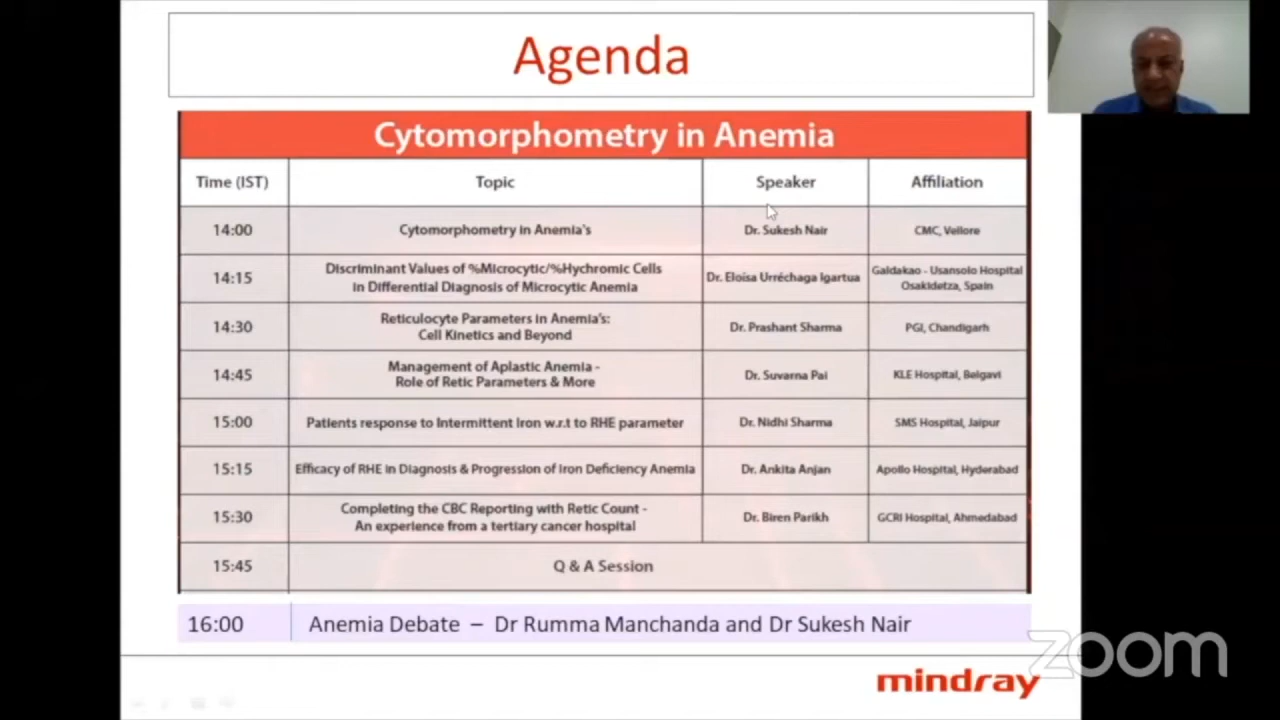 Agenda
Cytomorphometry in Anemia
Time (IST) Topic Speaker Affiliation
14:00 Cytomorphometry in Anemia's Dr. Sukesh Nair CMC, Vellore
14:15 Discriminant Values of %Microcytic/%Hychromic Cells
in Differential Diagnosis of Microcytic Anemia Dr. Eloísa Urréchaga Igartua Galdakao - Usansolo Hospital
Osakidetza, Spain
14:30 Reticulocyte Parameters in Anemia's:
Cell Kinetics and Beyond Dr. Prashant Sharma PGI, Chandigarh
14:45 Management of Aplastic Anemia -
Role of Retic Parameters & More Dr. Suvarna Pai KLE Hospital, Belgavi
15:00 Patients response to Intermittent Iron w.r.t to RHE parameter Dr. Nidhi Sharma SMS Hospital, Jaipur
15:15 Efficacy of RHE in Diagnosis & Progression of Iron Deficiency Anemia Dr. Ankita Anjan Apollo Hospital, Hyderabad
15:30 Completing the CBC Reporting with Retic Count -
An experience from a tertiary cancer hospital Dr. Biren Parikh GCRI Hospital, Ahmedabad
15:45 Q & A Session
16:00 Anemia Debate – Dr Rumma Manchanda and Dr Sukesh Nair
zoom
mindray